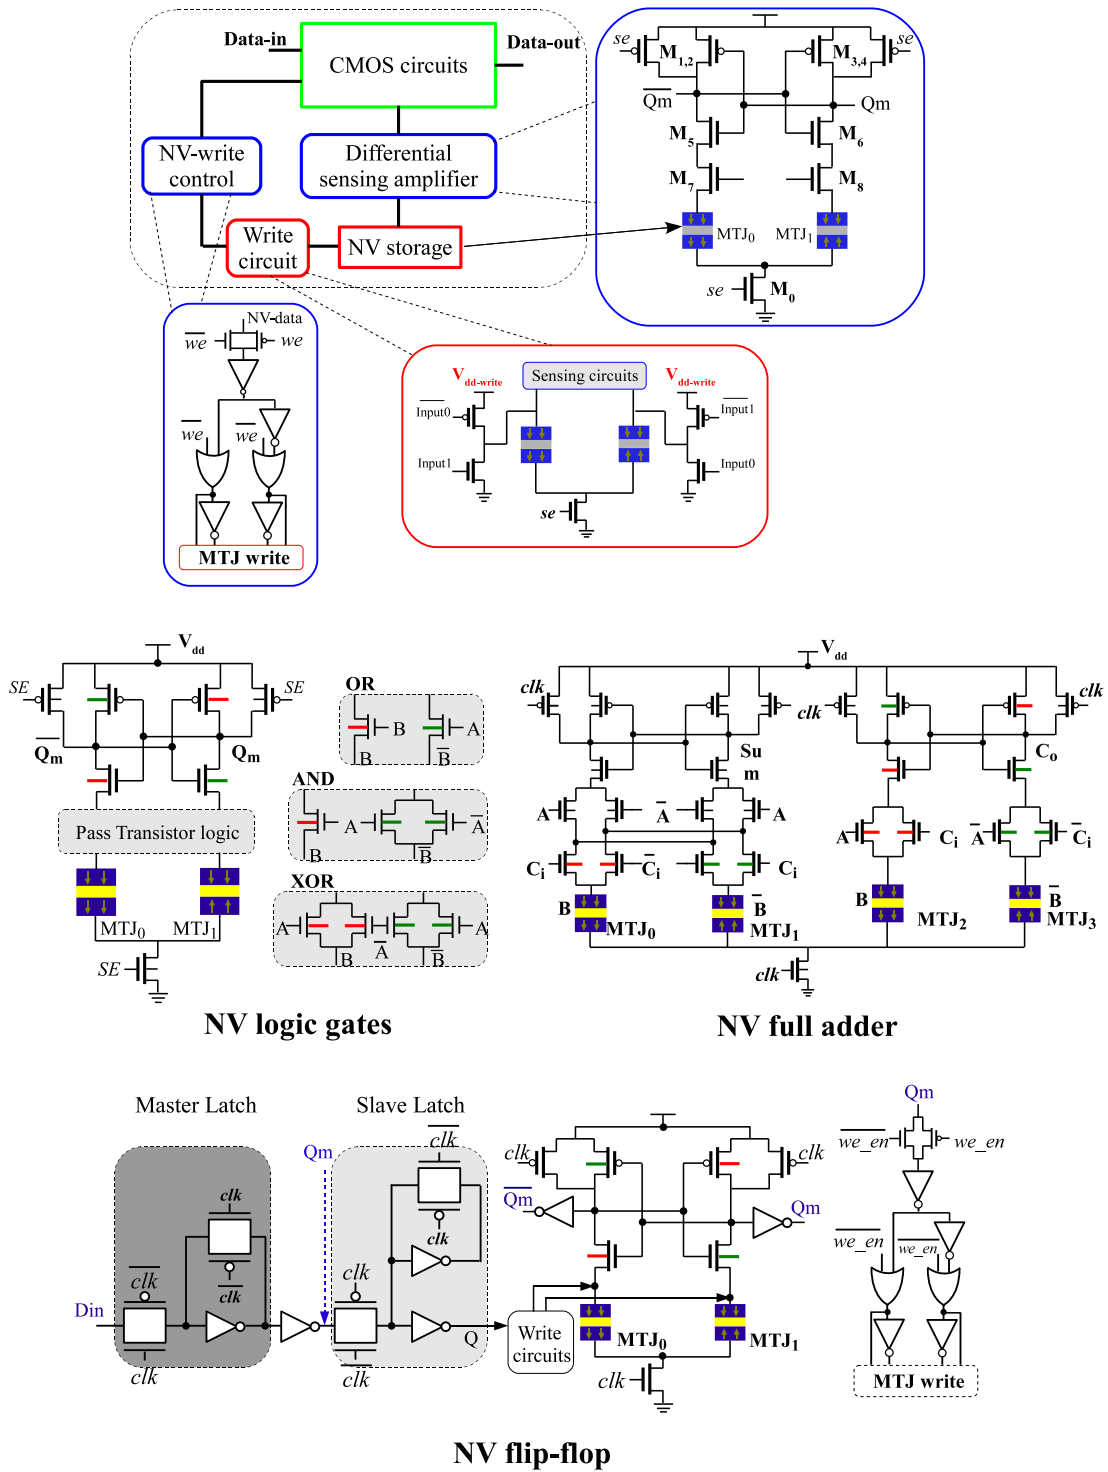 Data-in
CMOS circuits
Data-out
NV-write
control
Differential
sensing amplifier
Write
circuit
NV storage
se
M1,2
M3,4
se
Qm
Qm
M5
M6
M7
M8
MTJ0
MTJ1
se
M0
NV-data
we
we
we
we
MTJ write
Vdd-write
Sensing circuits
Vdd-write
Input0
Input1
Input1
Input0
se
Vdd
SE
SE
Qm
Qm
Pass Transistor logic
MTJ0
MTJ1
SE
OR
B
A
B
B
AND
A
A
B
B
XOR
A
A
A
B
B
NV logic gates
Vdd
clk
clk
clk
Su
m
Co
A
A
A
A
Ci
A
Ci
Ci
Ci
Ci
B
MTJ0
B
MTJ1
B
MTJ2
B
MTJ3
clk
NV full adder
Master Latch
Slave Latch
clk
Qm
clk
clk
clk
clk
clk
Din
clk
clk
Q
Write
circuits
clk
clk
Qm
Qm
MTJ0
MTJ1
clk
Qm
we_en
we_en
we_en
we_en
MTJ write
NV flip-flop